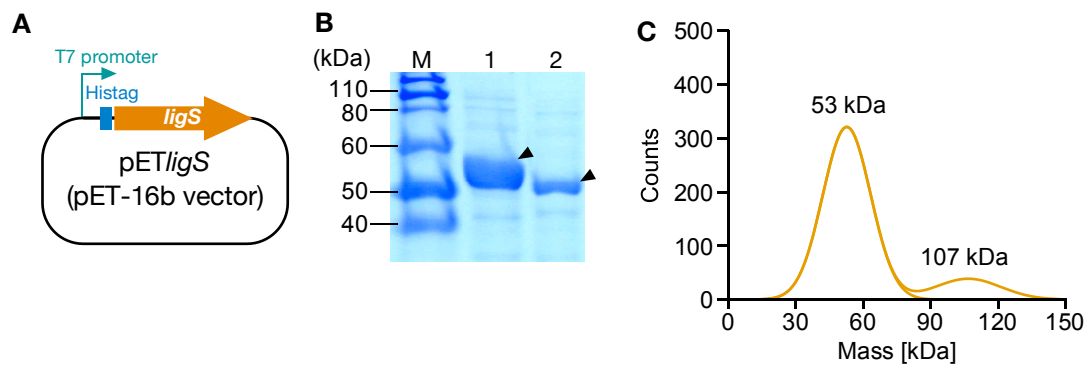 A
T7 promoter
Histag
ligS
pETligS
(pET-16b vector)
B
(kDa) M 1 2
110
80
60
50
40
C
500
400
300
200
100
0
Counts
53 kDa
107 kDa
0 30 60 90 120 150
Mass [kDa]